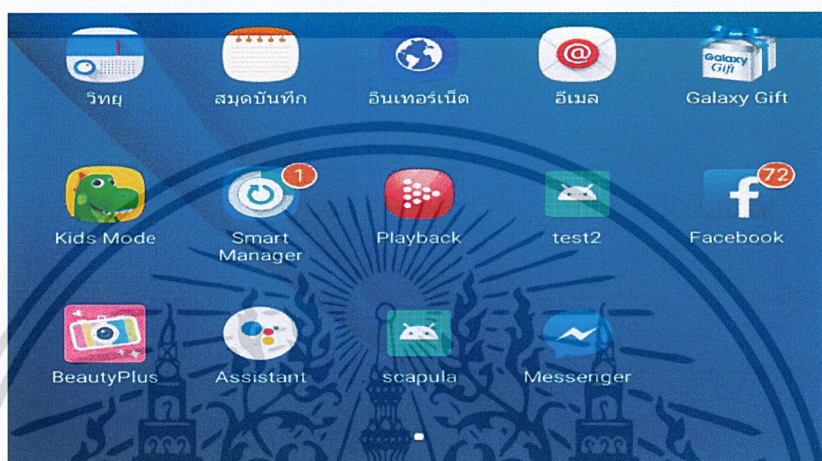 Galaxy
Gift
วิทยุ
สมุดบันทึก
อินเทอร์เน็ต
อีเมล
Galaxy Gift
1
72
Kids Mode
Smart
Manager
Playback
test2
Facebook
BeautyPlus
Assistant
scapula
Messenger